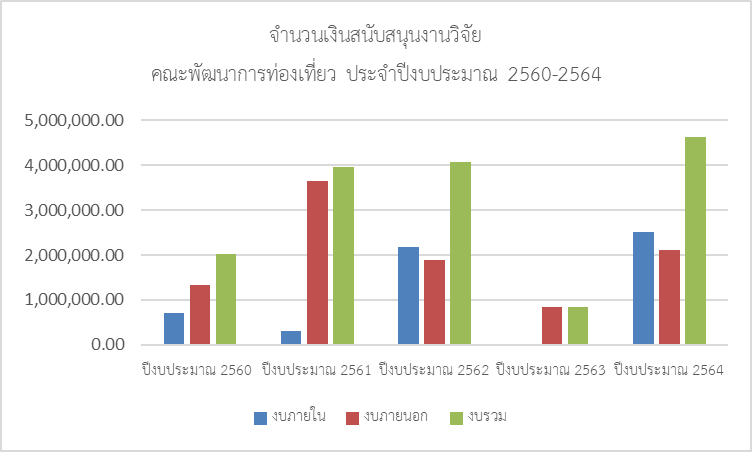 จำนวนเงินสนับสนุนงานวิจัย
คณะพัฒนาการท่องเที่ยว ประจำปีงบประมาณ 2560-2564
5,000,000.00
4,000,000.00
3,000,000.00
2,000,000.00
1,000,000.00
0.00
ปีงบประมาณ 2560 ปีงบประมาณ 2561 ปีงบประมาณ 2562 ปีงบประมาณ 2563 ปีงบประมาณ 2564
งบภายใน งบภายนอก งบรวม